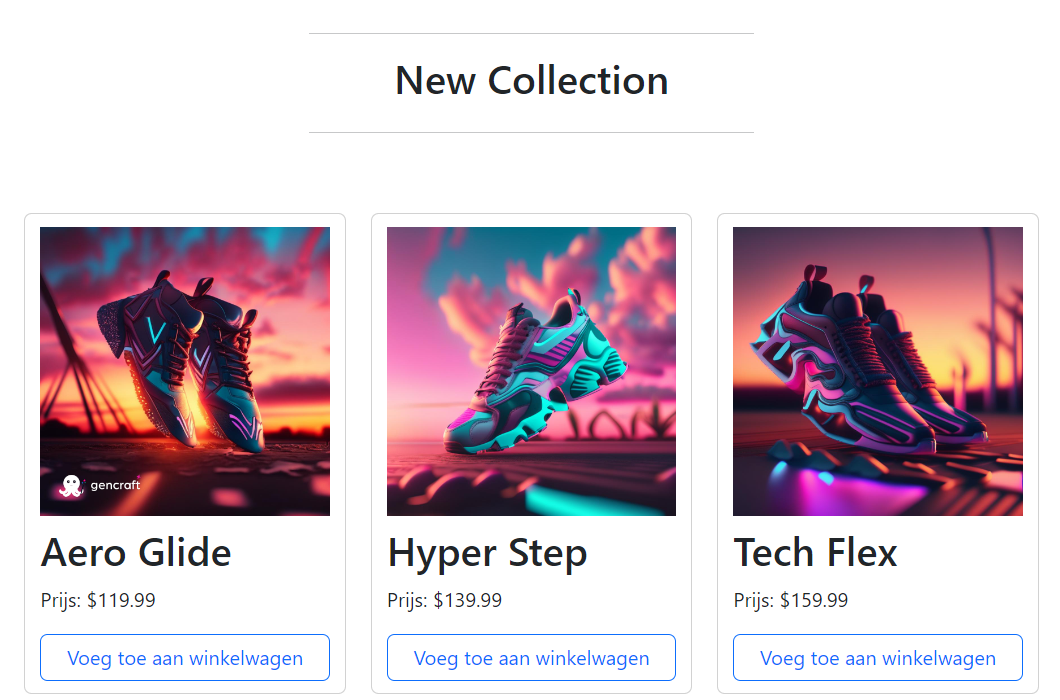 New Collection
gencraft
Aero Glide
Prijs: $119.99
Voeg toe aan winkelwagen
Hyper Step
Prijs: $139.99
Voeg toe aan winkelwagen
Tech Flex
Prijs: $159.99
Voeg toe aan winkelwagen